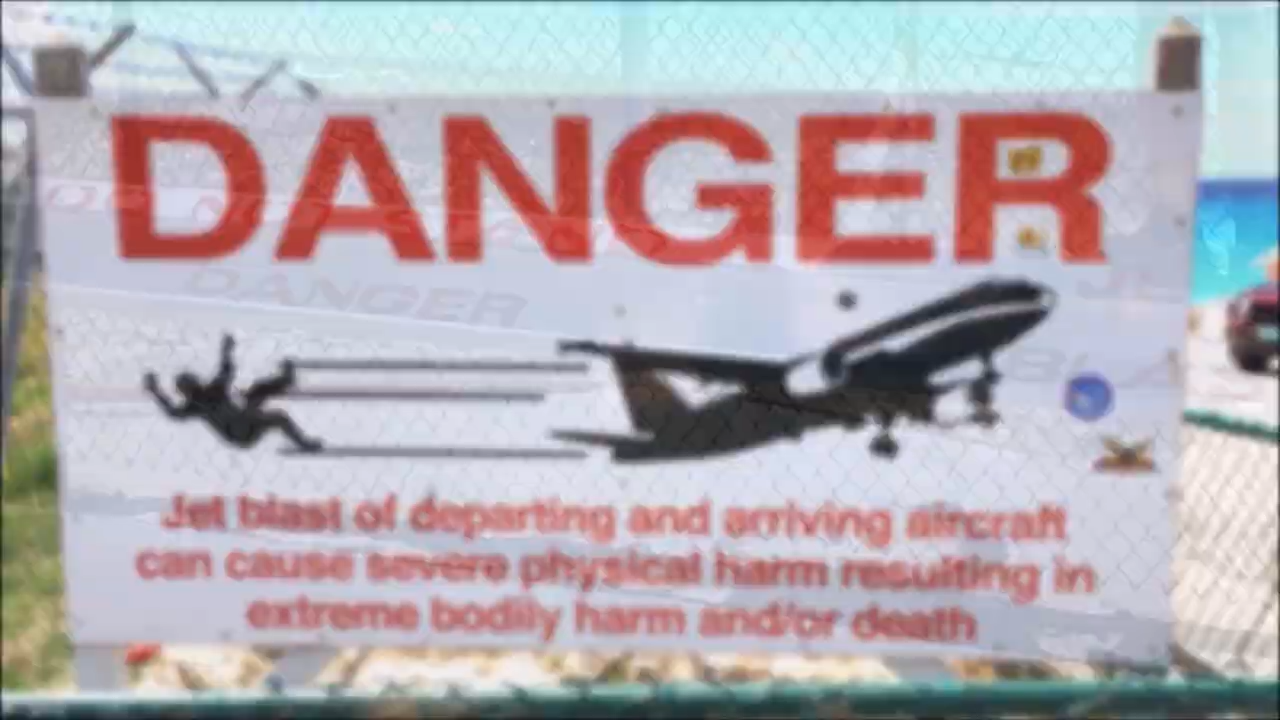 DANGER
DANGER
Jet blast of departing and arriving aircraft
can cause severe physical harm resulting in
extreme bodily harm and/or death